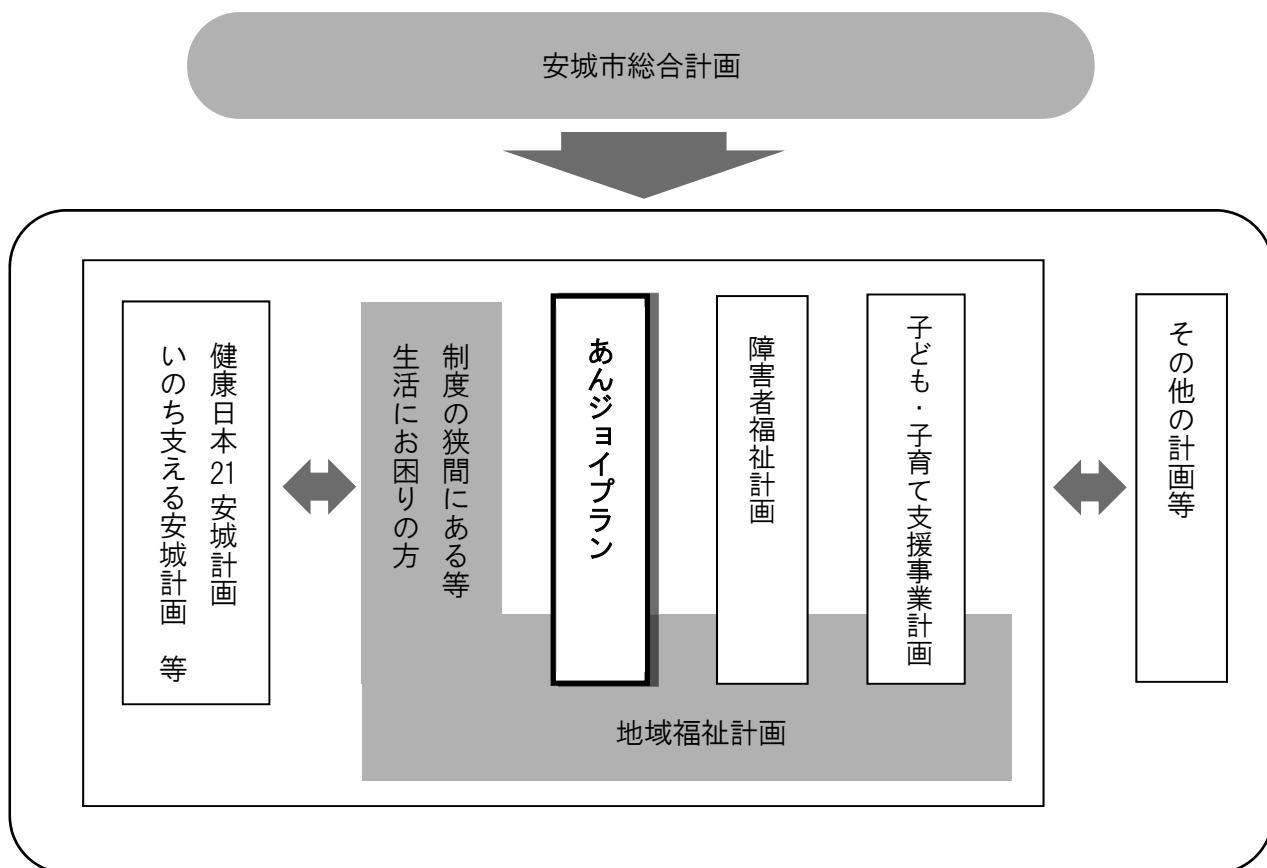 安城市総合計画
健康日本21安城計画
いのち支える安城計画　等
制度の狭間にある等
生活にお困りの方
あんジョイプラン
障害者福祉計画
子ども・子育て支援事業計画
その他の計画等
地域福祉計画